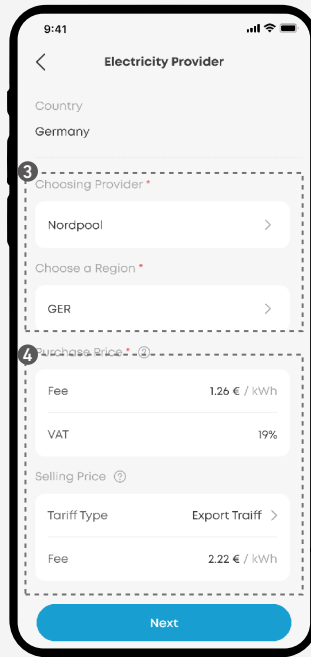 9:41
Electricity Provider
Country
Germany
3
Choosing Provider *
Nordpool
Choose a Region *
GER
4
Purchase Price * ?
Fee 1.26 € / kWh
VAT 19%
Selling Price ?
Tariff Type Export Traiff
Fee 2.22 € / kWh
Next